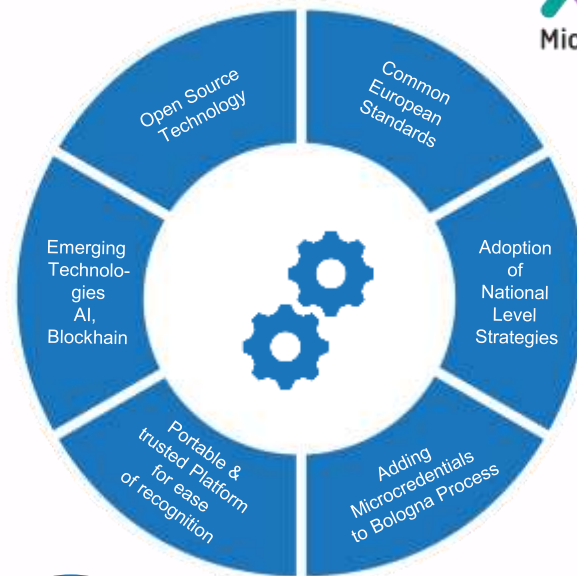 Mic
Open Source
Technology
Common
European
Standards
Emerging
Technolo-
gies
AI,
Blockhain
Adoption
of
National
Level
Strategies
Portable &
trusted Platform
for ease
of recognition
Adding
Microcredentials
to Bologna Process